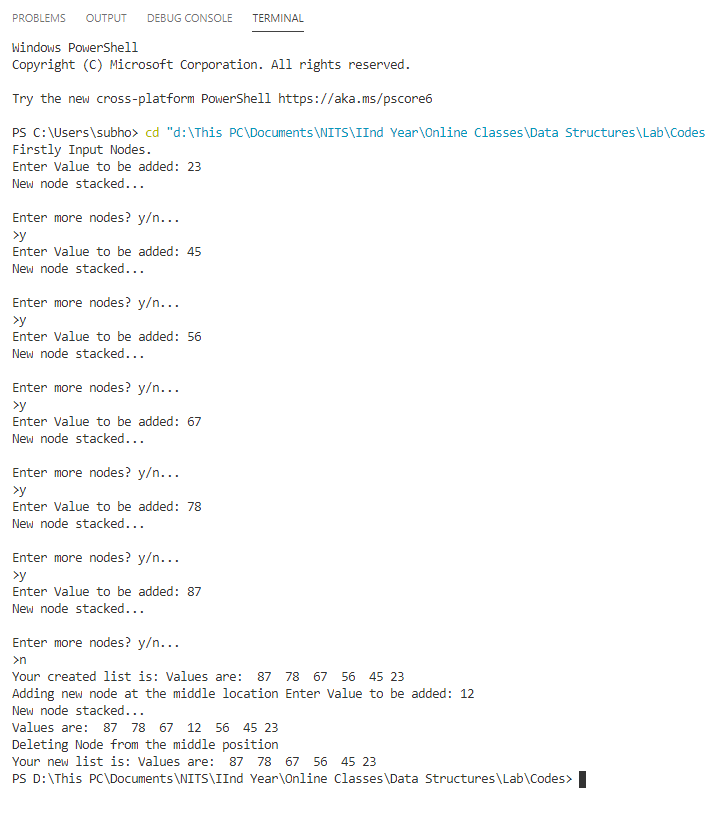 PROBLEMS OUTPUT DEBUG CONSOLE TERMINAL
Windows PowerShell
Copyright (C) Microsoft Corporation. All rights reserved.
Try the new cross-platform PowerShell https://aka.ms/pscore6
PS C:\Users\subho> cd "d:\This PC\Documents\NITS\IInd Year\Online Classes\Data Structures\Lab\Codes
Firstly Input Nodes.
Enter Value to be added: 23
New node stacked...
Enter more nodes? y/n...
>y
Enter Value to be added: 45
New node stacked...
Enter more nodes? y/n...
>y
Enter Value to be added: 56
New node stacked...
Enter more nodes? y/n...
>y
Enter Value to be added: 67
New node stacked...
Enter more nodes? y/n...
>y
Enter Value to be added: 78
New node stacked...
Enter more nodes? y/n...
>y
Enter Value to be added: 87
New node stacked...
Enter more nodes? y/n...
>n
Your created list is: Values are:  87  78  67  56  45 23
Adding new node at the middle location Enter Value to be added: 12
New node stacked...
Values are:  87  78  67  12  56  45 23
Deleting Node from the middle position
Your new list is: Values are:  87  78  67  56  45 23
PS D:\This PC\Documents\NITS\IInd Year\Online Classes\Data Structures\Lab\Codes>